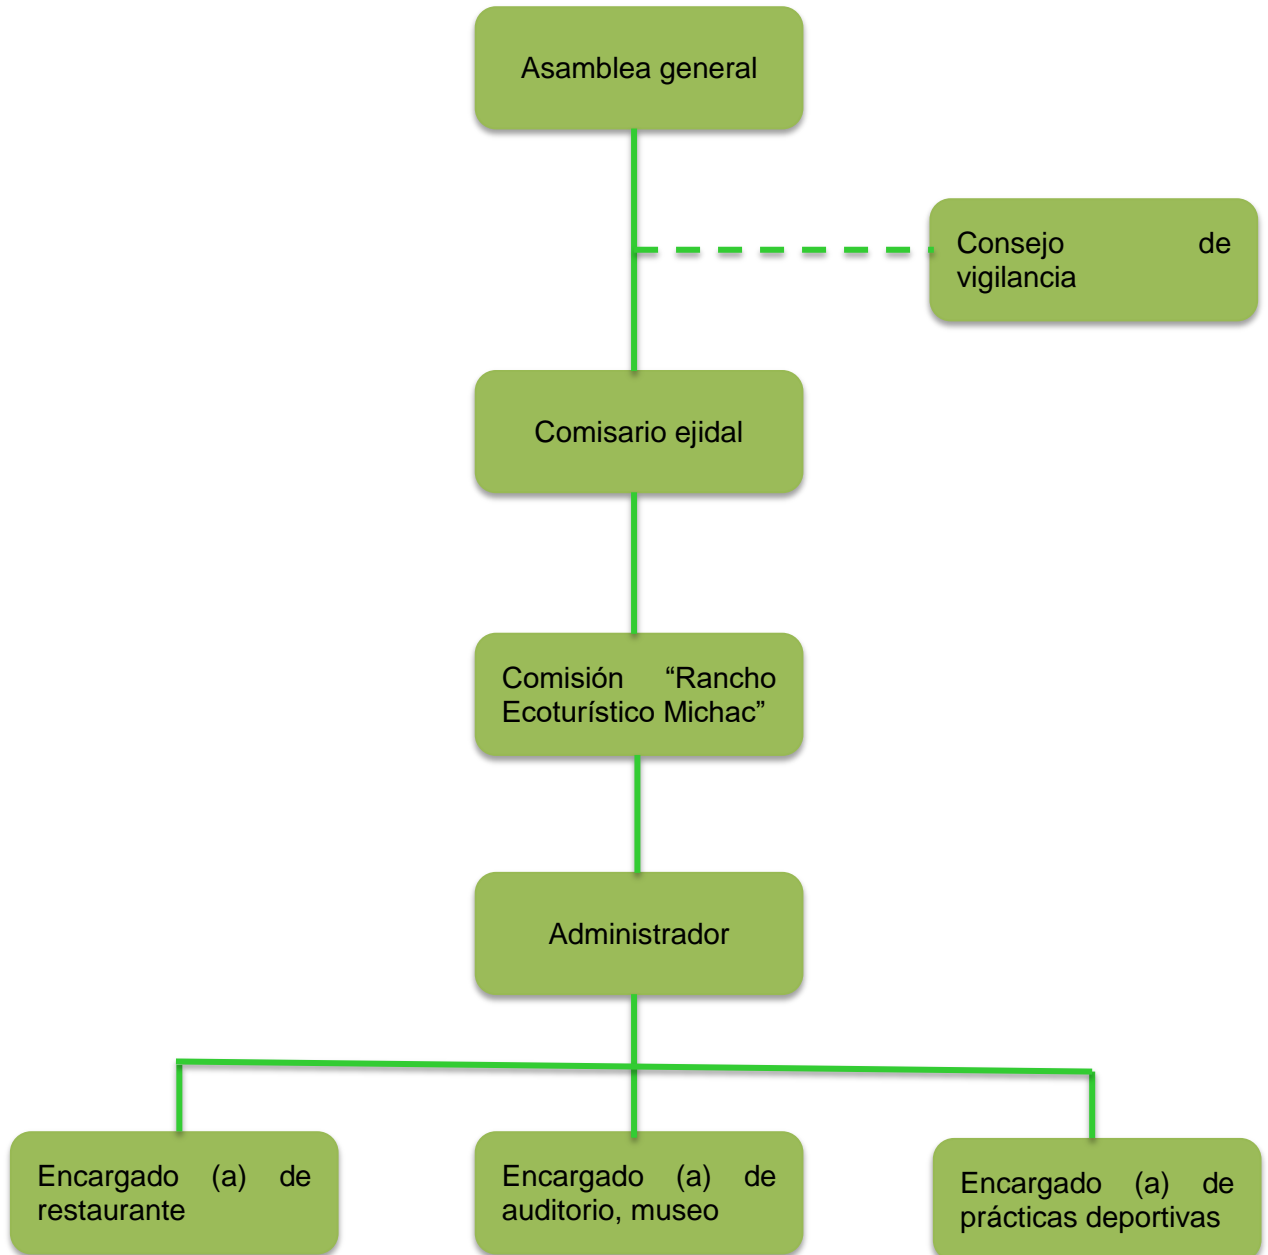 Asamblea general
Consejo de
vigilancia
Comisario ejidal
Comisión “Rancho
Ecoturístico Michac”
Administrador
Encargado (a) de
restaurante
Encargado (a) de
auditorio, museo
Encargado (a) de
prácticas deportivas